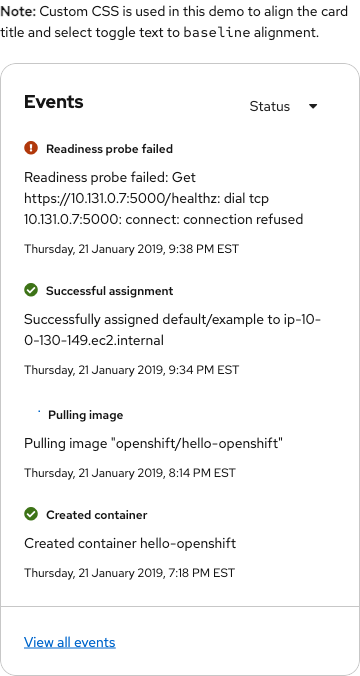 Note: Custom CSS is used in this demo to align the card
title and select toggle text to baseline alignment.
Events
Status
Readiness probe failed
Readiness probe failed: Get
https://10.131.0.7:5000/healthz: dial tcp
10.131.0.7:5000: connect: connection refused
Thursday, 21 January 2019, 9:38 PM EST
Successful assignment
Successfully assigned default/example to ip-10-
0-130-149.ec2.internal
Thursday, 21 January 2019, 9:34 PM EST
Pulling image
Pulling image "openshift/hello-openshift"
Thursday, 21 January 2019, 8:14 PM EST
Created container
Created container hello-openshift
Thursday, 21 January 2019, 7:18 PM EST
View all events